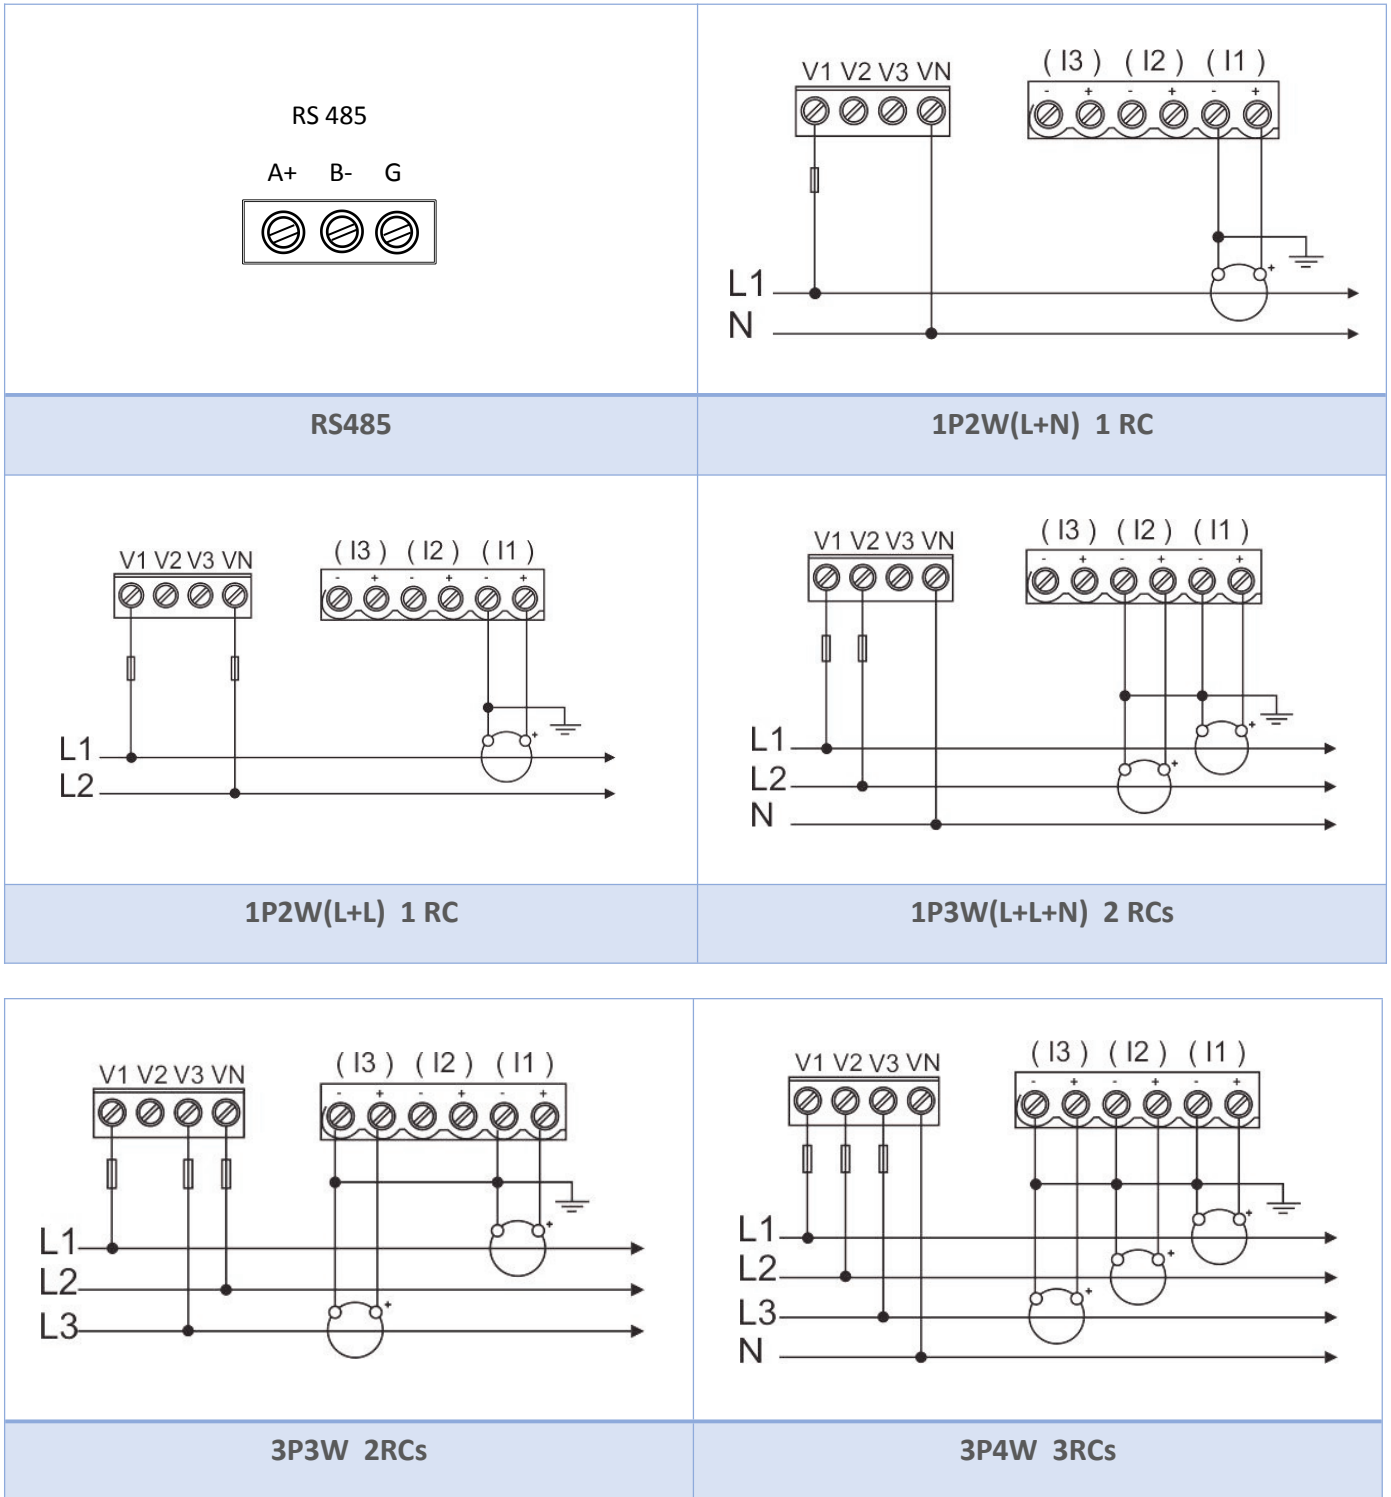 RS 485
A+ B- G
V1 V2 V3 VN
( I3 ) ( I2 ) ( I1 )
- + - + - +
+
L1
N
RS485
1P2W(L+N) 1 RC
V1 V2 V3 VN
( I3 ) ( I2 ) ( I1 )
- + - + - +
+
L1
L2
V1 V2 V3 VN
( I3 ) ( I2 ) ( I1 )
- + - + - +
+
L1
+
L2
N
1P2W(L+L) 1 RC
1P3W(L+L+N) 2 RCs
V1 V2 V3 VN
( I3 ) ( I2 ) ( I1 )
- + - + - +
+
L1
L2
+
L3
V1 V2 V3 VN
( I3 ) ( I2 ) ( I1 )
- + - + - +
+
L1
+
L2
+
L3
N
3P3W 2RCs
3P4W 3RCs